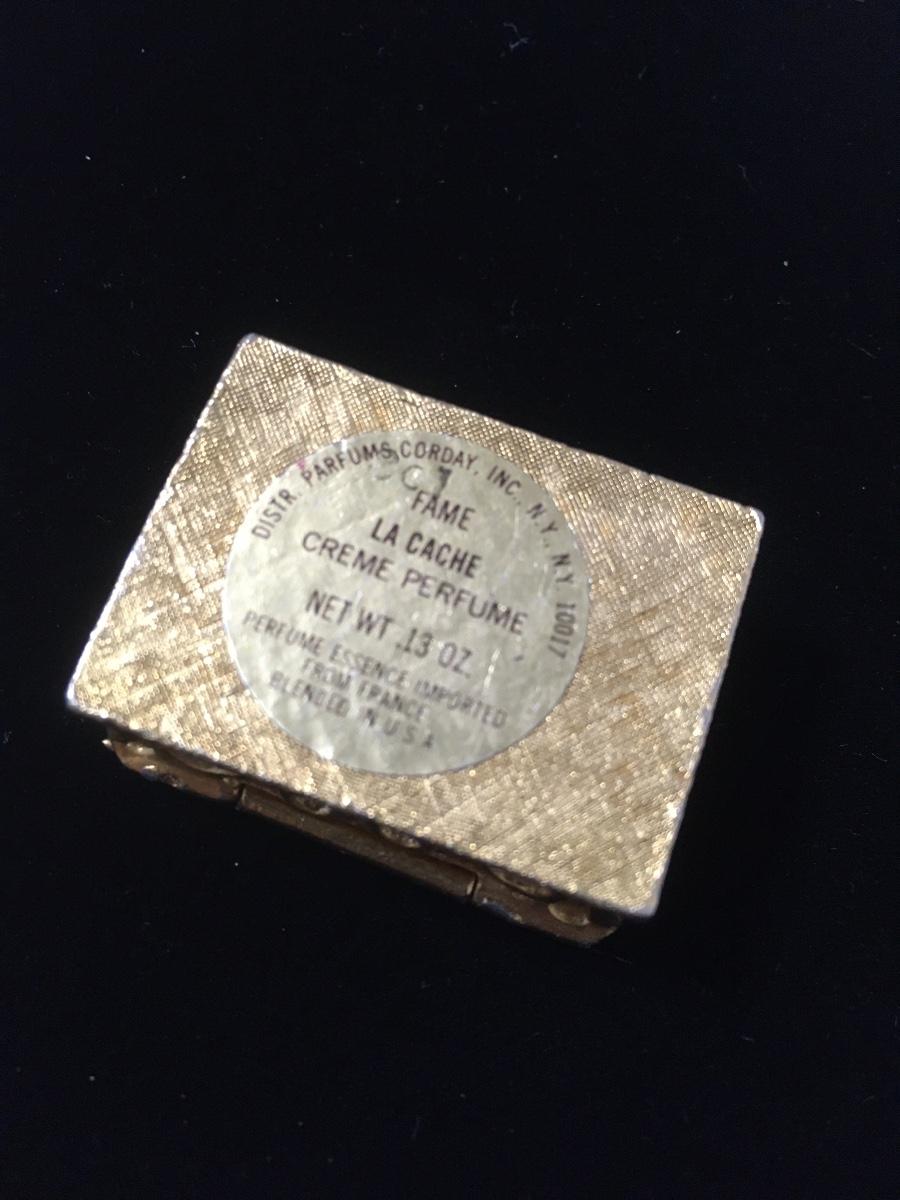 DISTR. PARFUMS CORDAY, INC. N.Y., N.Y. 10017
FAME
LA CACHE
CREME PERFUME
NET WT .13 OZ.
PERFUME ESSENCE IMPORTED
FROM FRANCE
BLENDED IN U S A